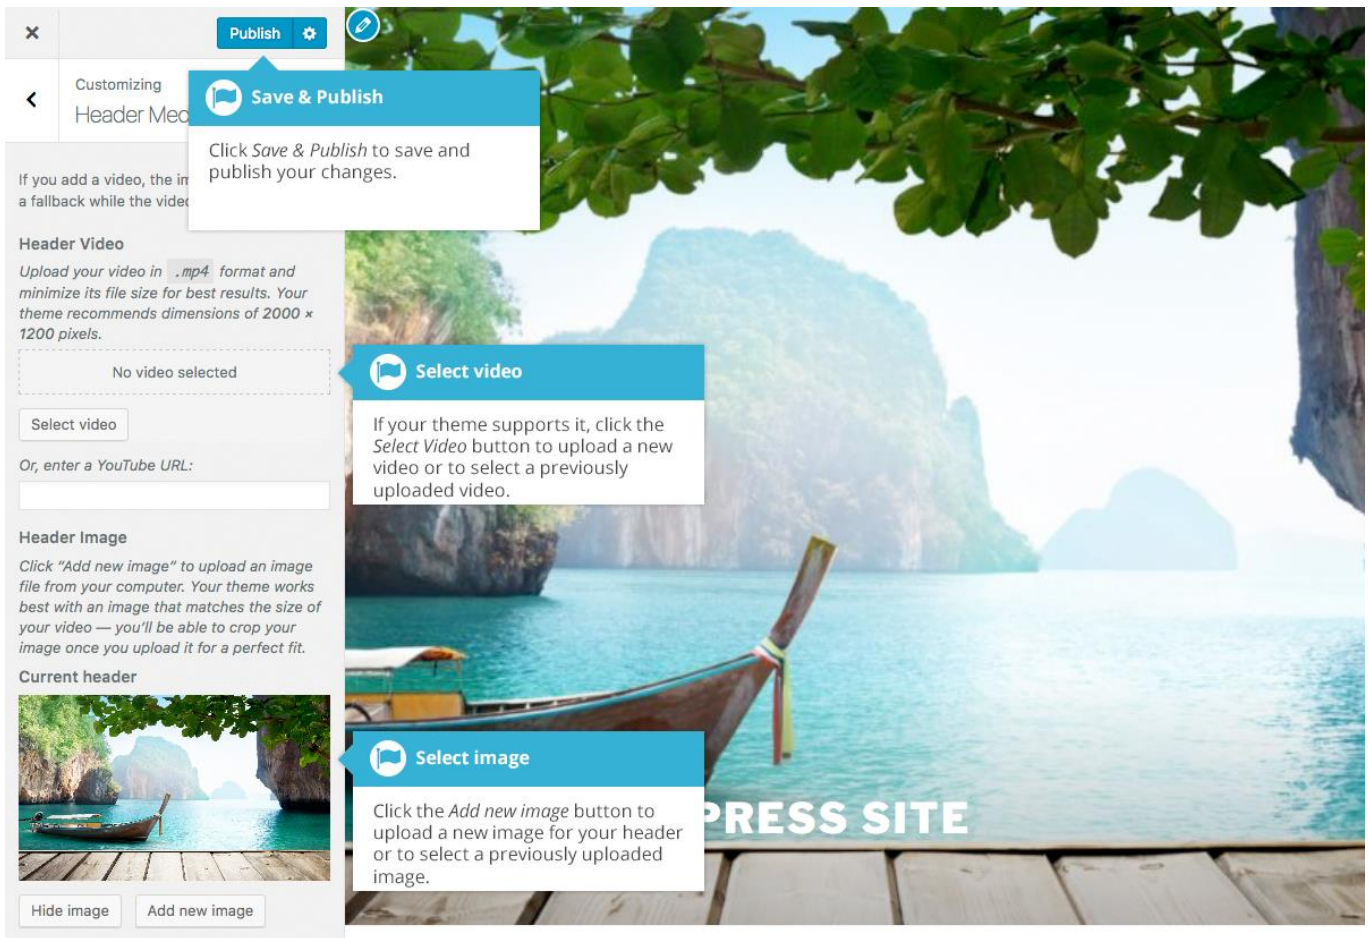 Publish
Customizing
Header Med
Save & Publish
Click Save & Publish to save and
publish your changes.
If you add a video, the im
a fallback while the video
Header Video
Upload your video in .mp4 format and
minimize its file size for best results. Your
theme recommends dimensions of 2000 ×
1200 pixels.
No video selected
Select video
Or, enter a YouTube URL:
Select video
If your theme supports it, click the
Select Video button to upload a new
video or to select a previously
uploaded video.
Header Image
Click “Add new image” to upload an image
file from your computer. Your theme works
best with an image that matches the size of
your video — you’ll be able to crop your
image once you upload it for a perfect fit.
Current header
Hide image
Add new image
Select image
Click the Add new image button to
upload a new image for your header
or to select a previously uploaded
image.
PRESS SITE